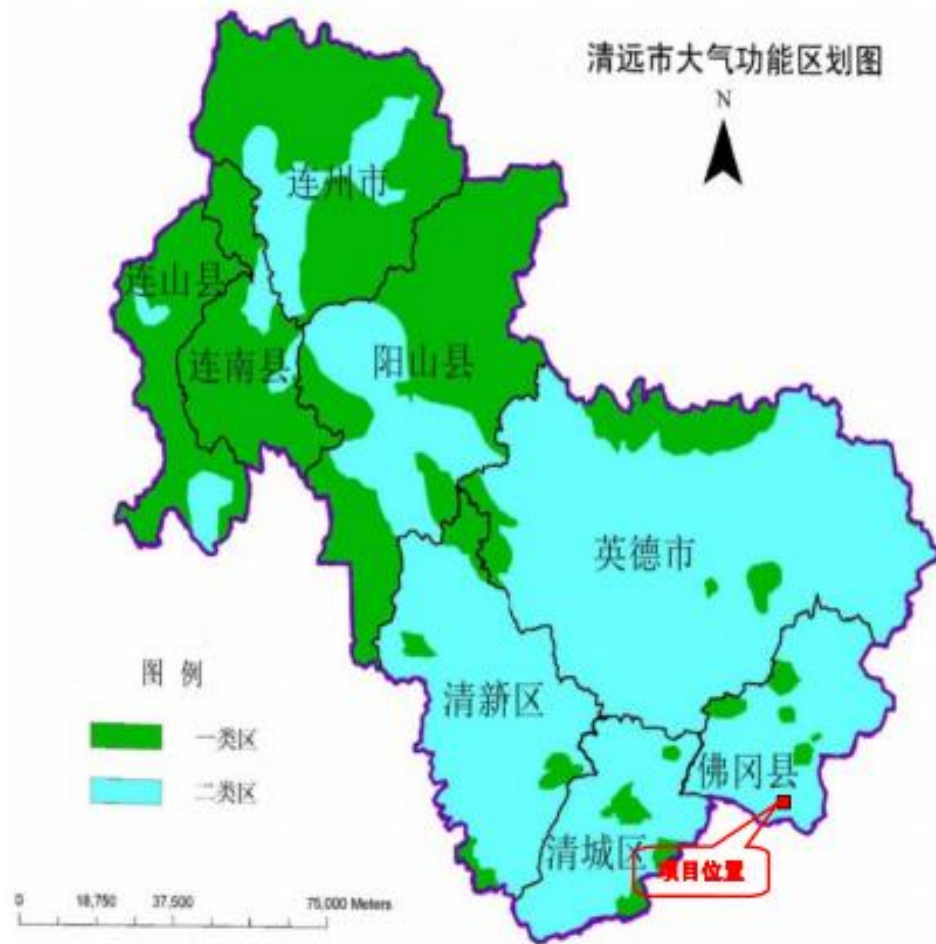 清远市大气功能区划图
N
连州市
连山县
连南县
阳山县
英德市
图 例
清新区
一类区
佛冈县
二类区
清城区
项目位置
0 18,750 37,500 75,000 Meters